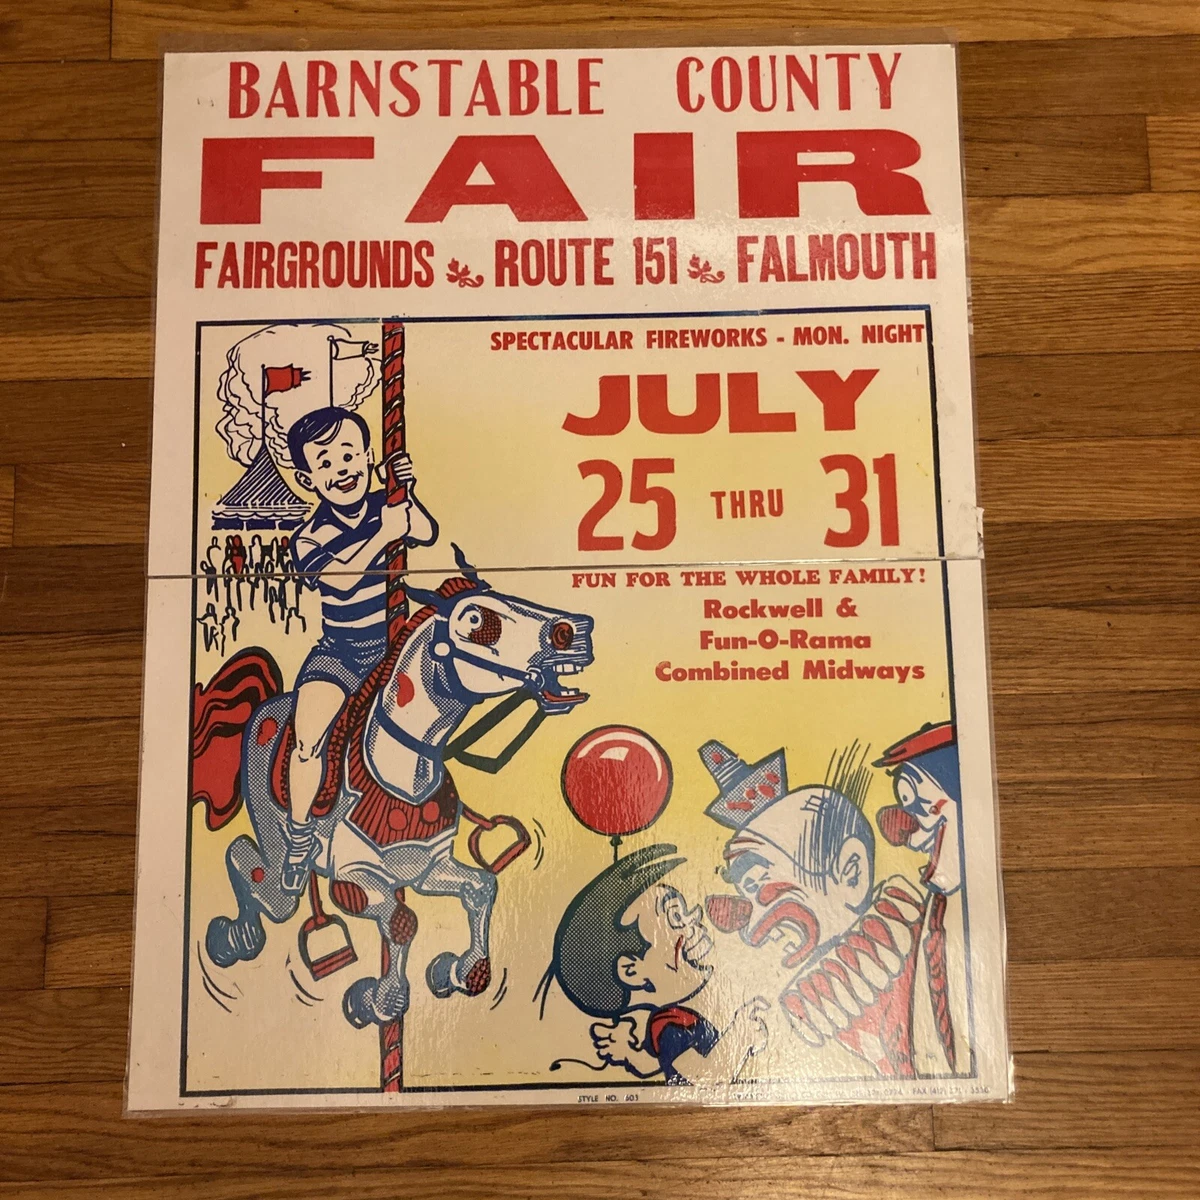 BARNSTABLE COUNTY
FAIR
FAIRGROUNDS ROUTE 151 FALMOUTH
SPECTACULAR FIREWORKS - MON. NIGHT
JULY
25 THRU 31
FUN FOR THE WHOLE FAMILY!
Rockwell &
Fun-O-Rama
Combined Midways
STYLE NO. 603